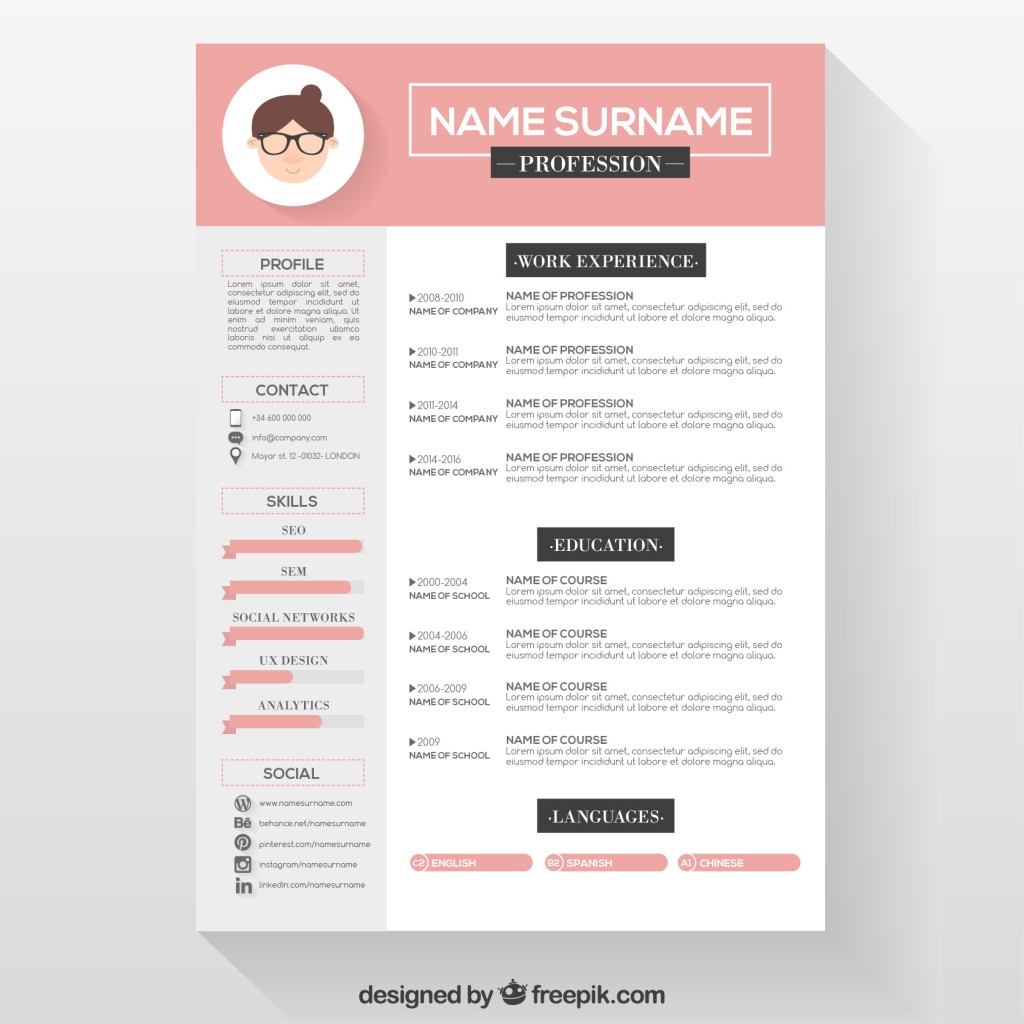 NAME SURNAME
— PROFESSION —
PROFILE
Lorem ipsum dolor sit amet,
consectetur adipiscing elit, sed do
eiusmod tempor incididunt ut
labore et dolore magna aliqua. Ut
enim ad minim veniam, quis
nostrud exercitation ullamco
laboris nisi ut aliquip ex ea
commodo consequat.
CONTACT
+34 600 000 000
info@company.com
Mayor st. 12 -01032- LONDON
SKILLS
SEO
SEM
SOCIAL NETWORKS
UX DESIGN
ANALYTICS
SOCIAL
www.namesurname.com
Bē behance.net/namesurname
pinterest.com/namesurname
instagram/namesurname
in linkedin.com/namesurname
·WORK EXPERIENCE·
2008-2010
NAME OF COMPANY
NAME OF PROFESSION
Lorem ipsum dolor sit amet, consectetur adipiscing elit, sed do
eiusmod tempor incididunt ut labore et dolore magna aliqua.
2010-2011
NAME OF COMPANY
NAME OF PROFESSION
Lorem ipsum dolor sit amet, consectetur adipiscing elit, sed do
eiusmod tempor incididunt ut labore et dolore magna aliqua.
2011-2014
NAME OF COMPANY
NAME OF PROFESSION
Lorem ipsum dolor sit amet, consectetur adipiscing elit, sed do
eiusmod tempor incididunt ut labore et dolore magna aliqua.
2014-2016
NAME OF COMPANY
NAME OF PROFESSION
Lorem ipsum dolor sit amet, consectetur adipiscing elit, sed do
eiusmod tempor incididunt ut labore et dolore magna aliqua.
·EDUCATION·
2000-2004
NAME OF SCHOOL
NAME OF COURSE
Lorem ipsum dolor sit amet, consectetur adipiscing elit, sed do
eiusmod tempor incididunt ut labore et dolore magna aliqua.
2004-2006
NAME OF SCHOOL
NAME OF COURSE
Lorem ipsum dolor sit amet, consectetur adipiscing elit, sed do
eiusmod tempor incididunt ut labore et dolore magna aliqua.
2006-2009
NAME OF SCHOOL
NAME OF COURSE
Lorem ipsum dolor sit amet, consectetur adipiscing elit, sed do
eiusmod tempor incididunt ut labore et dolore magna aliqua.
2009
NAME OF SCHOOL
NAME OF COURSE
Lorem ipsum dolor sit amet, consectetur adipiscing elit, sed do
eiusmod tempor incididunt ut labore et dolore magna aliqua.
·LANGUAGES·
C2 ENGLISH
B2 SPANISH
A1 CHINESE
designed by freepik.com